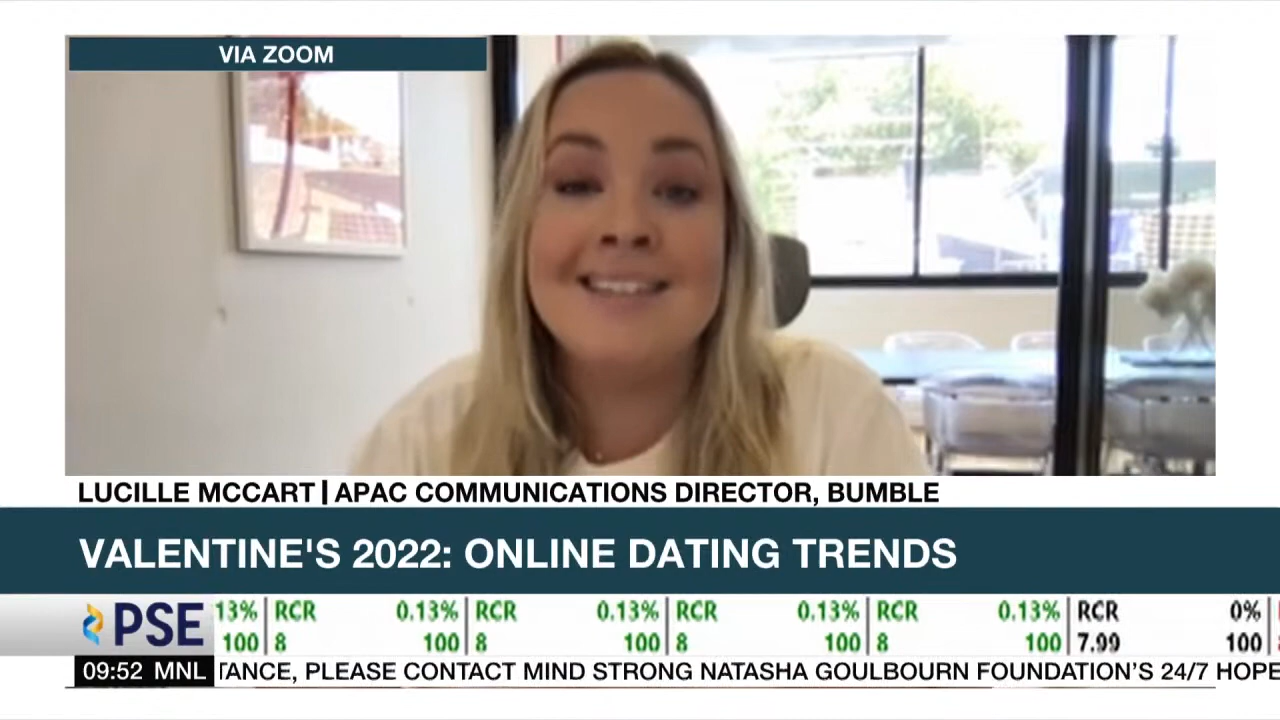 VIA ZOOM
LUCILLE MCCART | APAC COMMUNICATIONS DIRECTOR, BUMBLE
VALENTINE'S 2022: ONLINE DATING TRENDS
PSE 13% RCR 0.13% RCR 0.13% RCR 0.13% RCR 0.13% RCR 0%
100 8 100 8 100 8 100 8 100 7.99 100
09:52 MNL TANCE, PLEASE CONTACT MIND STRONG NATASHA GOULBOURN FOUNDATION'S 24/7 HOPE